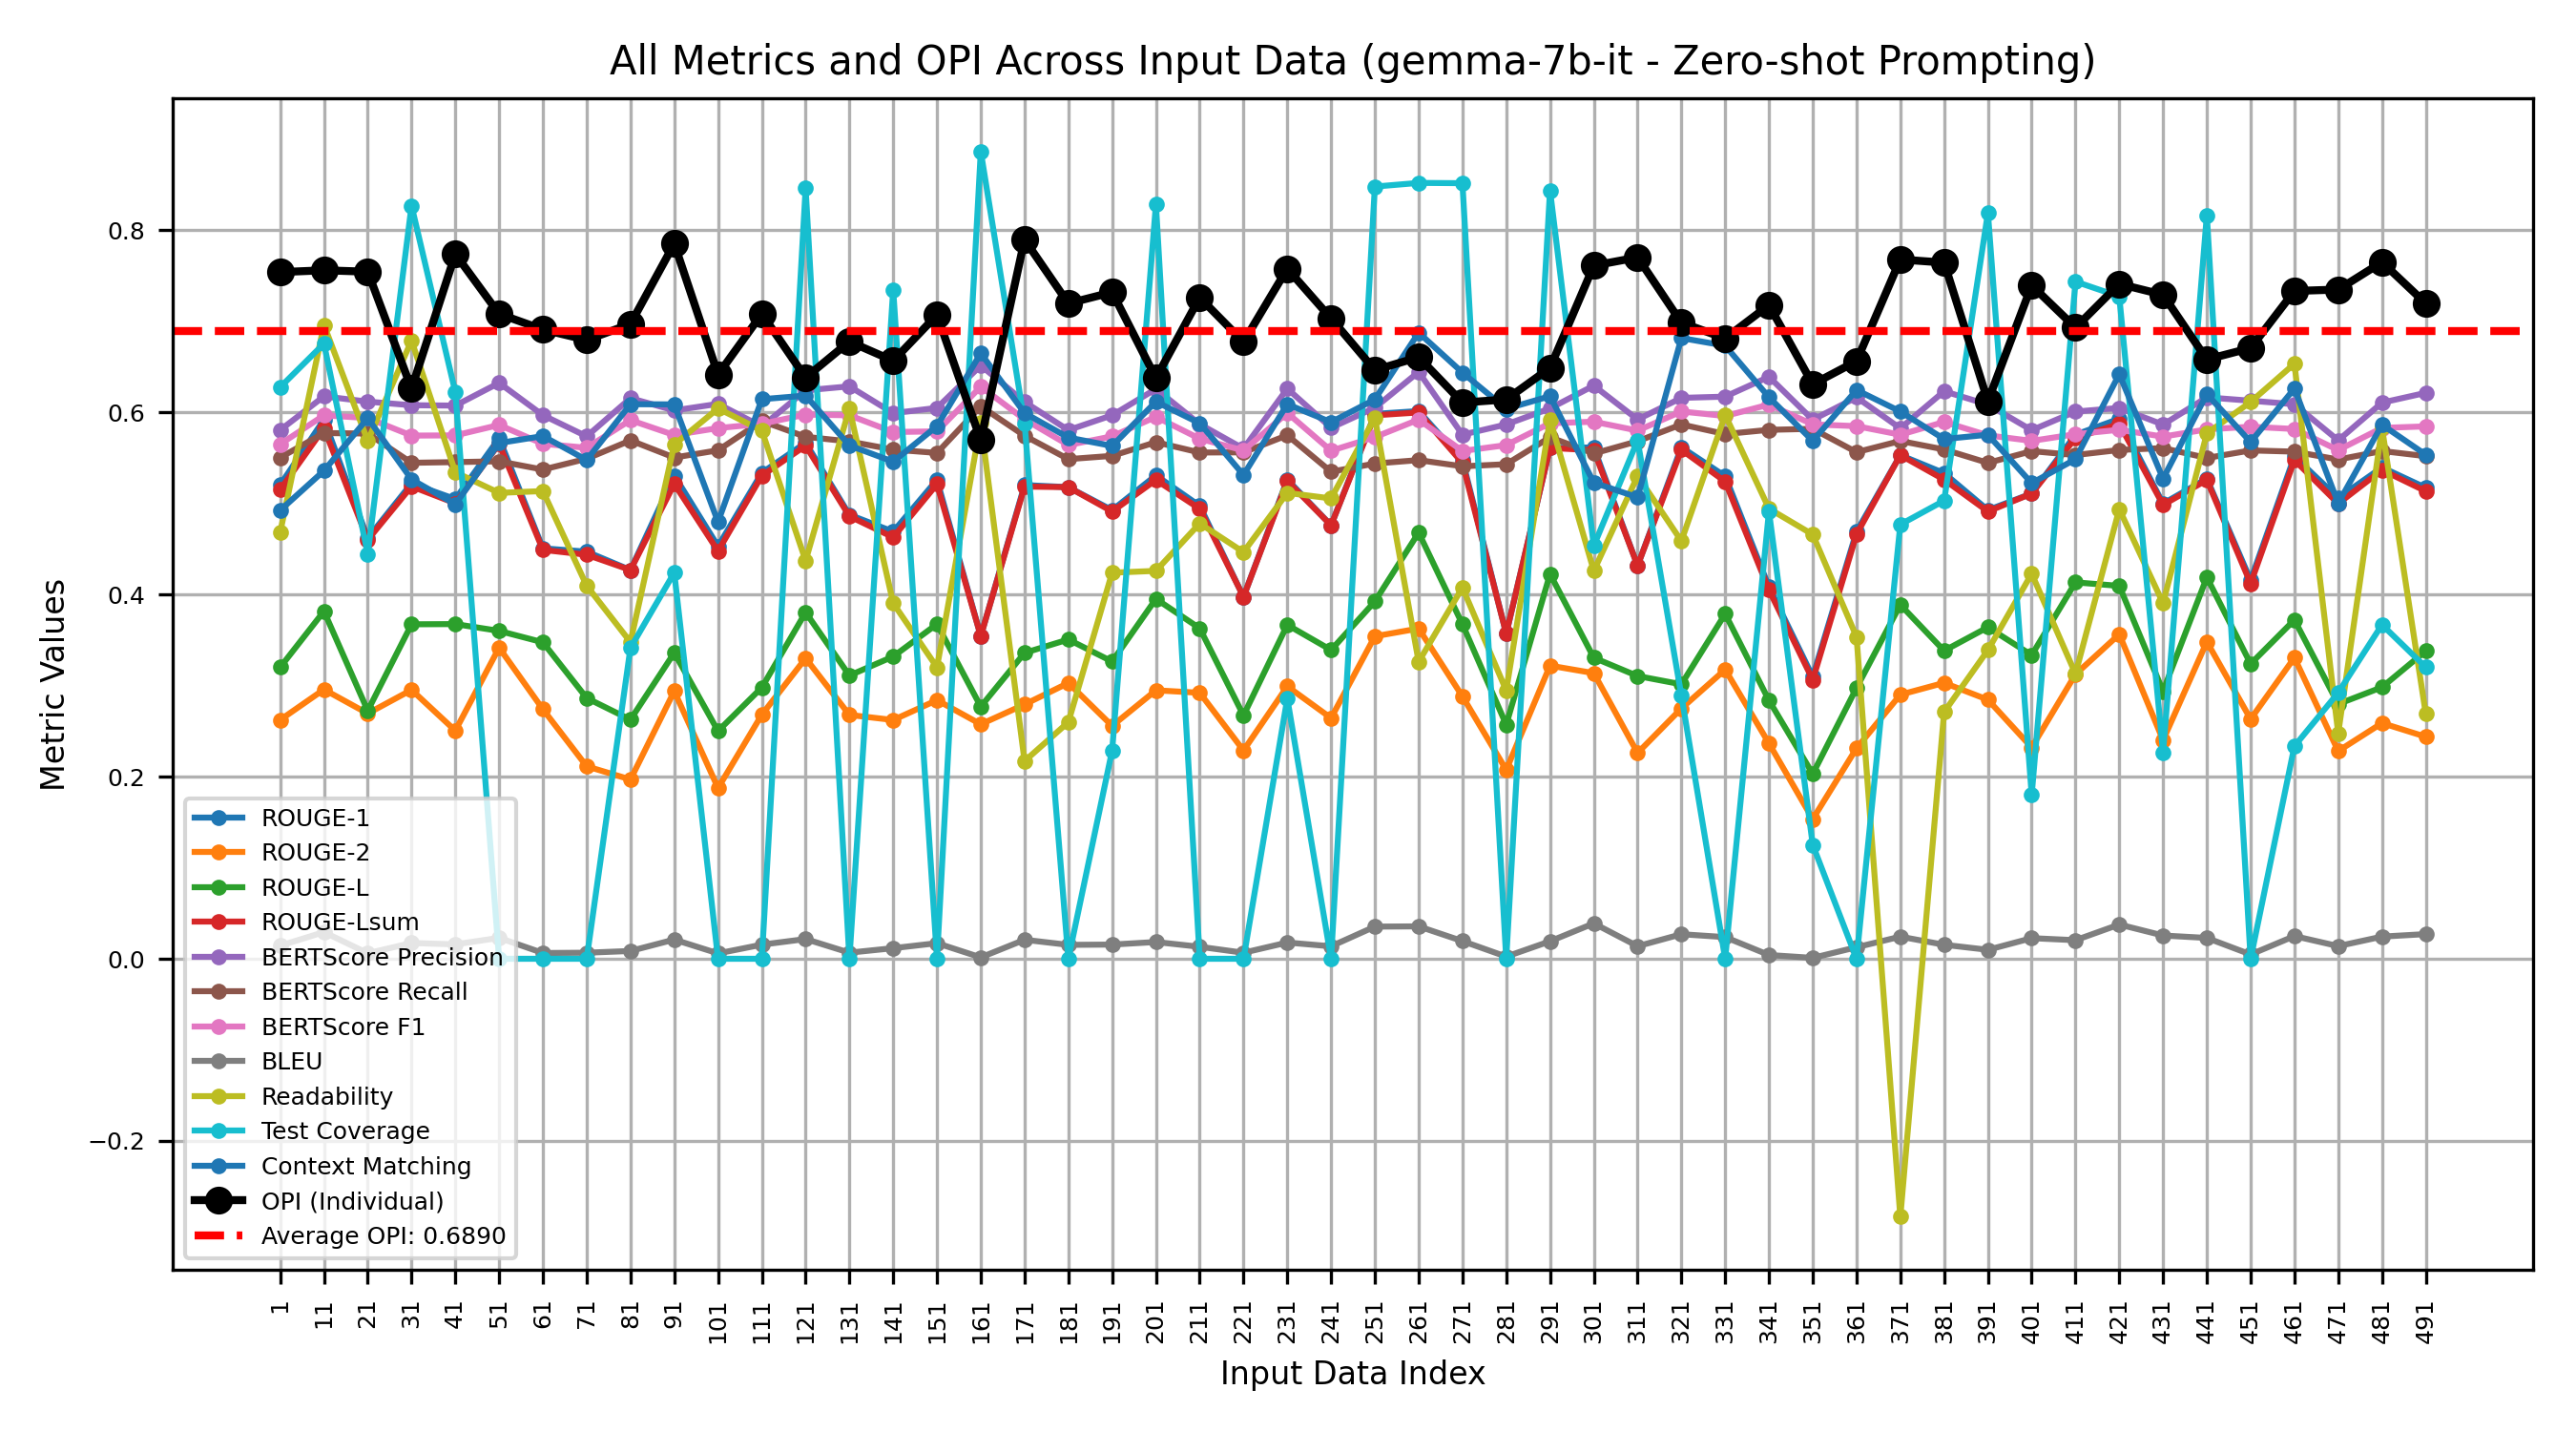 All Metrics and OPI Across Input Data (gemma-7b-it - Zero-shot Prompting)
Metric Values
0.8
0.6
0.4
0.2
0.0
−0.2
ROUGE-1
ROUGE-2
ROUGE-L
ROUGE-Lsum
BERTScore Precision
BERTScore Recall
BERTScore F1
BLEU
Readability
Test Coverage
Context Matching
OPI (Individual)
Average OPI: 0.6890
1 11 21 31 41 51 61 71 81 91 101 111 121 131 141 151 161 171 181 191 201 211 221 231 241 251 261 271 281 291 301 311 321 331 341 351 361 371 381 391 401 411 421 431 441 451 461 471 481 491
Input Data Index